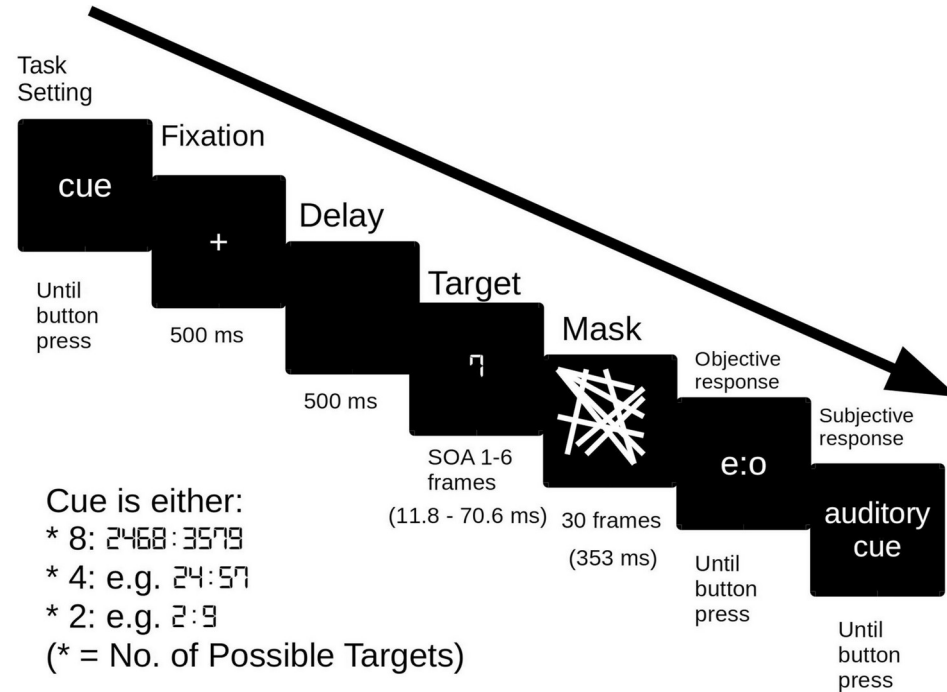 Task
Setting
cue
Until
button
press
Fixation
+
500 ms
Delay
500 ms
Target
7
SOA 1-6
frames
(11.8 - 70.6 ms)
Mask
30 frames
(353 ms)
Objective
response
e:o
Until
button
press
Subjective
response
auditory
cue
Until
button
press
Cue is either:
* 8: 2468:3579
* 4: e.g. 24:57
* 2: e.g. 2:9
(* = No. of Possible Targets)